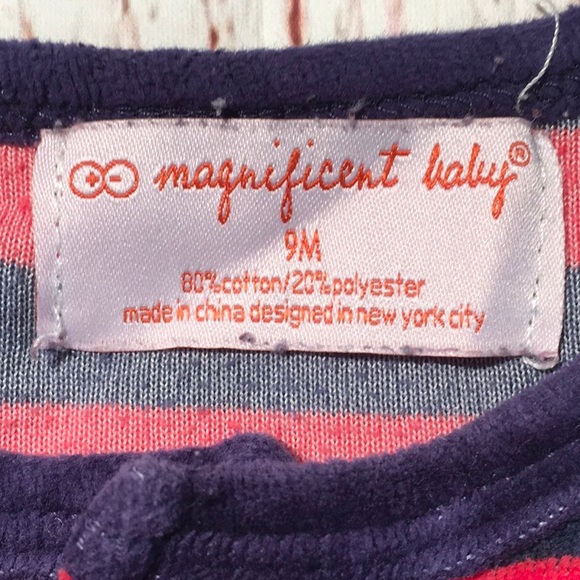 magnificent baby®
9M
80%cotton/20%polyester
made in china designed in new york city